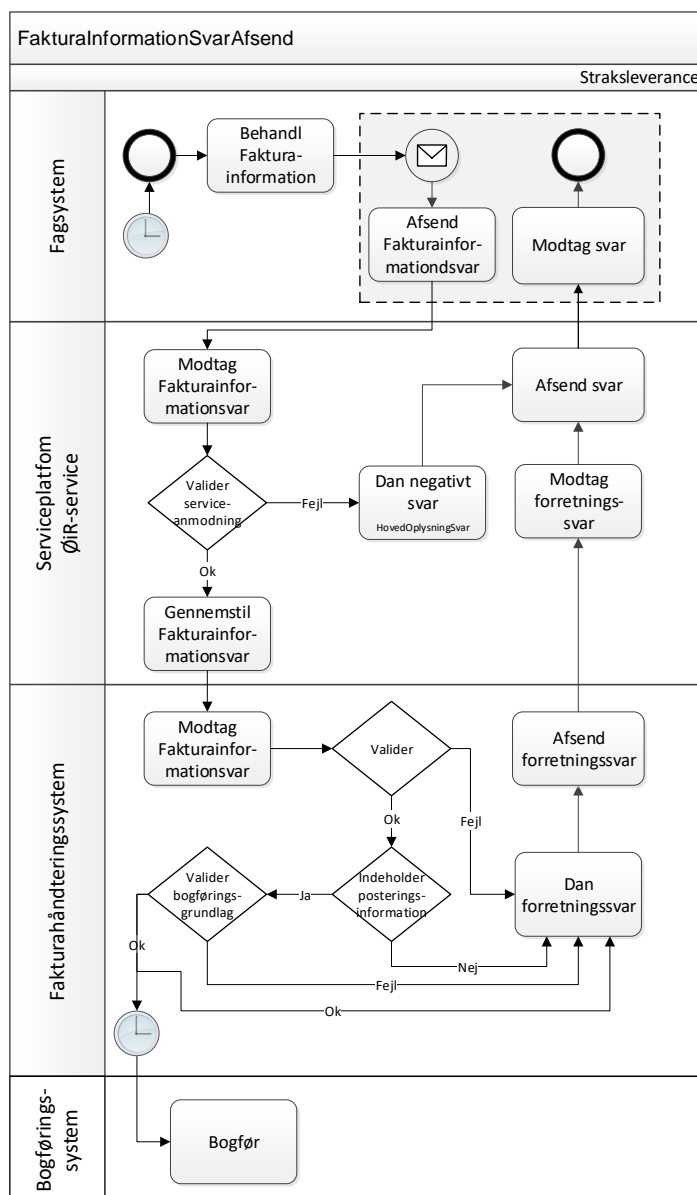 FakturaInformationSvarAfsend
Straksleverance
Fagsystem
Behandl
Faktura-
information
Afsend
Fakturainfor-
mationdsvar
Modtag svar
Serviceplatfom
ØiR-service
Modtag
Fakturainfor-
mationsvar
Afsend svar
Valider
service-
anmodning
Fejl
Dan negativt
svar
HovedOplysningSvar
Modtag
forretnings-
svar
Ok
Gennemstil
Fakturainfor-
mationsvar
Fakturahåndteringssystem
Modtag
Fakturainfor-
mationsvar
Valider
Afsend
forretningssvar
Ok
Fejl
Valider
bogførings-
grundlag
Ja
Indeholder
posterings-
information
Dan
forretningssvar
Ok
Nej
Fejl
Ok
Bogførings-
system
Bogfør